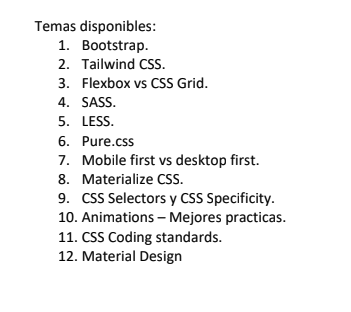 Temas disponibles:
1. Bootstrap.
2. Tailwind CSS.
3. Flexbox vs CSS Grid.
4. SASS.
5. LESS.
6. Pure.css
7. Mobile first vs desktop first.
8. Materialize CSS.
9. CSS Selectors y CSS Specificity.
10. Animations – Mejores practicas.
11. CSS Coding standards.
12. Material Design